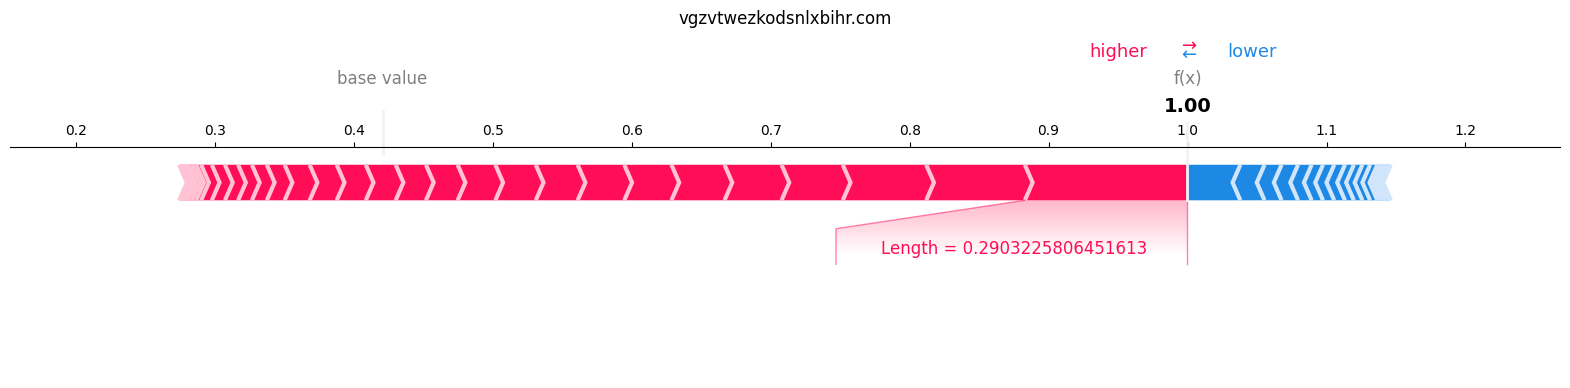 vgzvtwezkodsnlxbihr.com
higher → ← lower
base value f(x)
1.00
0.2 0.3 0.4 0.5 0.6 0.7 0.8 0.9 1.0 1.1 1.2
Length = 0.2903225806451613